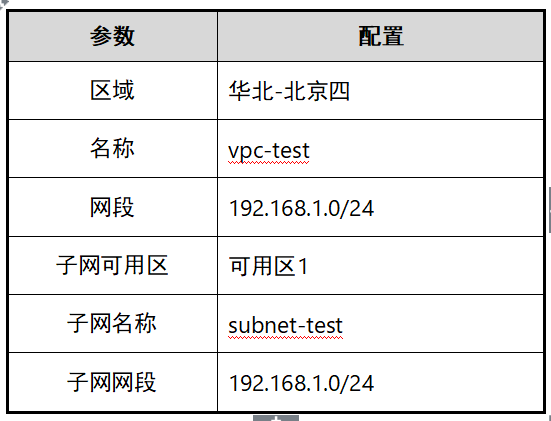 参数 配置
区域 华北-北京四
名称 vpc-test
网段 192.168.1.0/24
子网可用区 可用区1
子网名称 subnet-test
子网网段 192.168.1.0/24